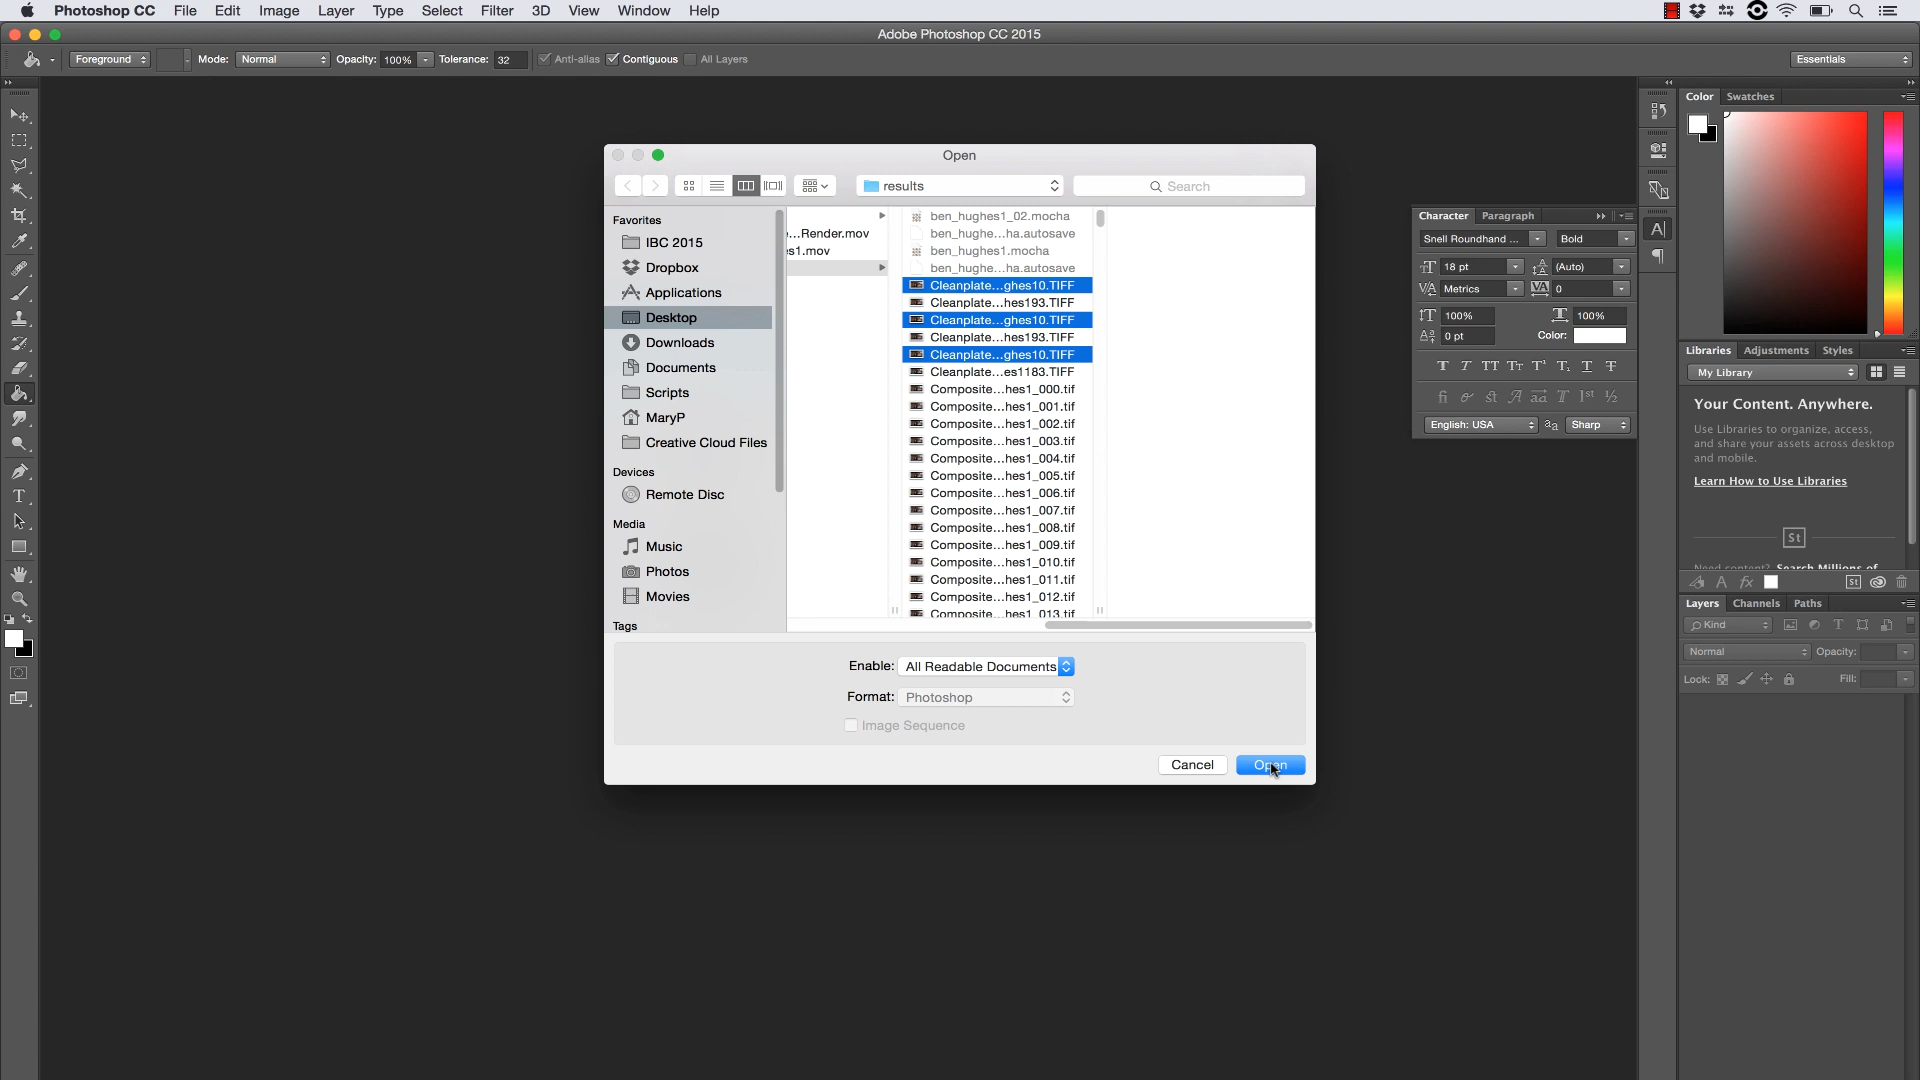 Photoshop CC File Edit Image Layer Type Select Filter 3D View Window Help
Adobe Photoshop CC 2015
Foreground Mode: Normal Opacity: 100% Tolerance: 32 Anti-alias Contiguous All Layers Essentials
Open
results Search
Favorites
IBC 2015
Dropbox
Applications
Desktop
Downloads
Documents
Scripts
MaryP
Creative Cloud Files
Devices
Remote Disc
Media
Music
Photos
Movies
Tags
...Render.mov
es1.mov
ben_hughes1_02.mocha
ben_hughe...ha.autosave
ben_hughes1.mocha
ben_hughe...ha.autosave
Cleanplate...ghes10.TIFF
Cleanplate...hes193.TIFF
Cleanplate...ghes10.TIFF
Cleanplate...hes193.TIFF
Cleanplate...ghes10.TIFF
Cleanplate...es1183.TIFF
Composite...hes1_000.tif
Composite...hes1_001.tif
Composite...hes1_002.tif
Composite...hes1_003.tif
Composite...hes1_004.tif
Composite...hes1_005.tif
Composite...hes1_006.tif
Composite...hes1_007.tif
Composite...hes1_008.tif
Composite...hes1_009.tif
Composite...hes1_010.tif
Composite...hes1_011.tif
Composite...hes1_012.tif
Composite...hes1_013.tif
Enable: All Readable Documents
Format: Photoshop
Image Sequence
Cancel Open
Character Paragraph
Snell Roundhand ... Bold
18 pt (Auto)
Metrics 0
100% 100%
0 pt Color:
English: USA Sharp
Color Swatches
Libraries Adjustments Styles
My Library
Your Content. Anywhere.
Use Libraries to organize, access,
and share your assets across desktop
and mobile.
Learn How to Use Libraries
St
Need content? Search Millions of
St
Layers Channels Paths
Kind
Normal Opacity:
Lock: Fill: